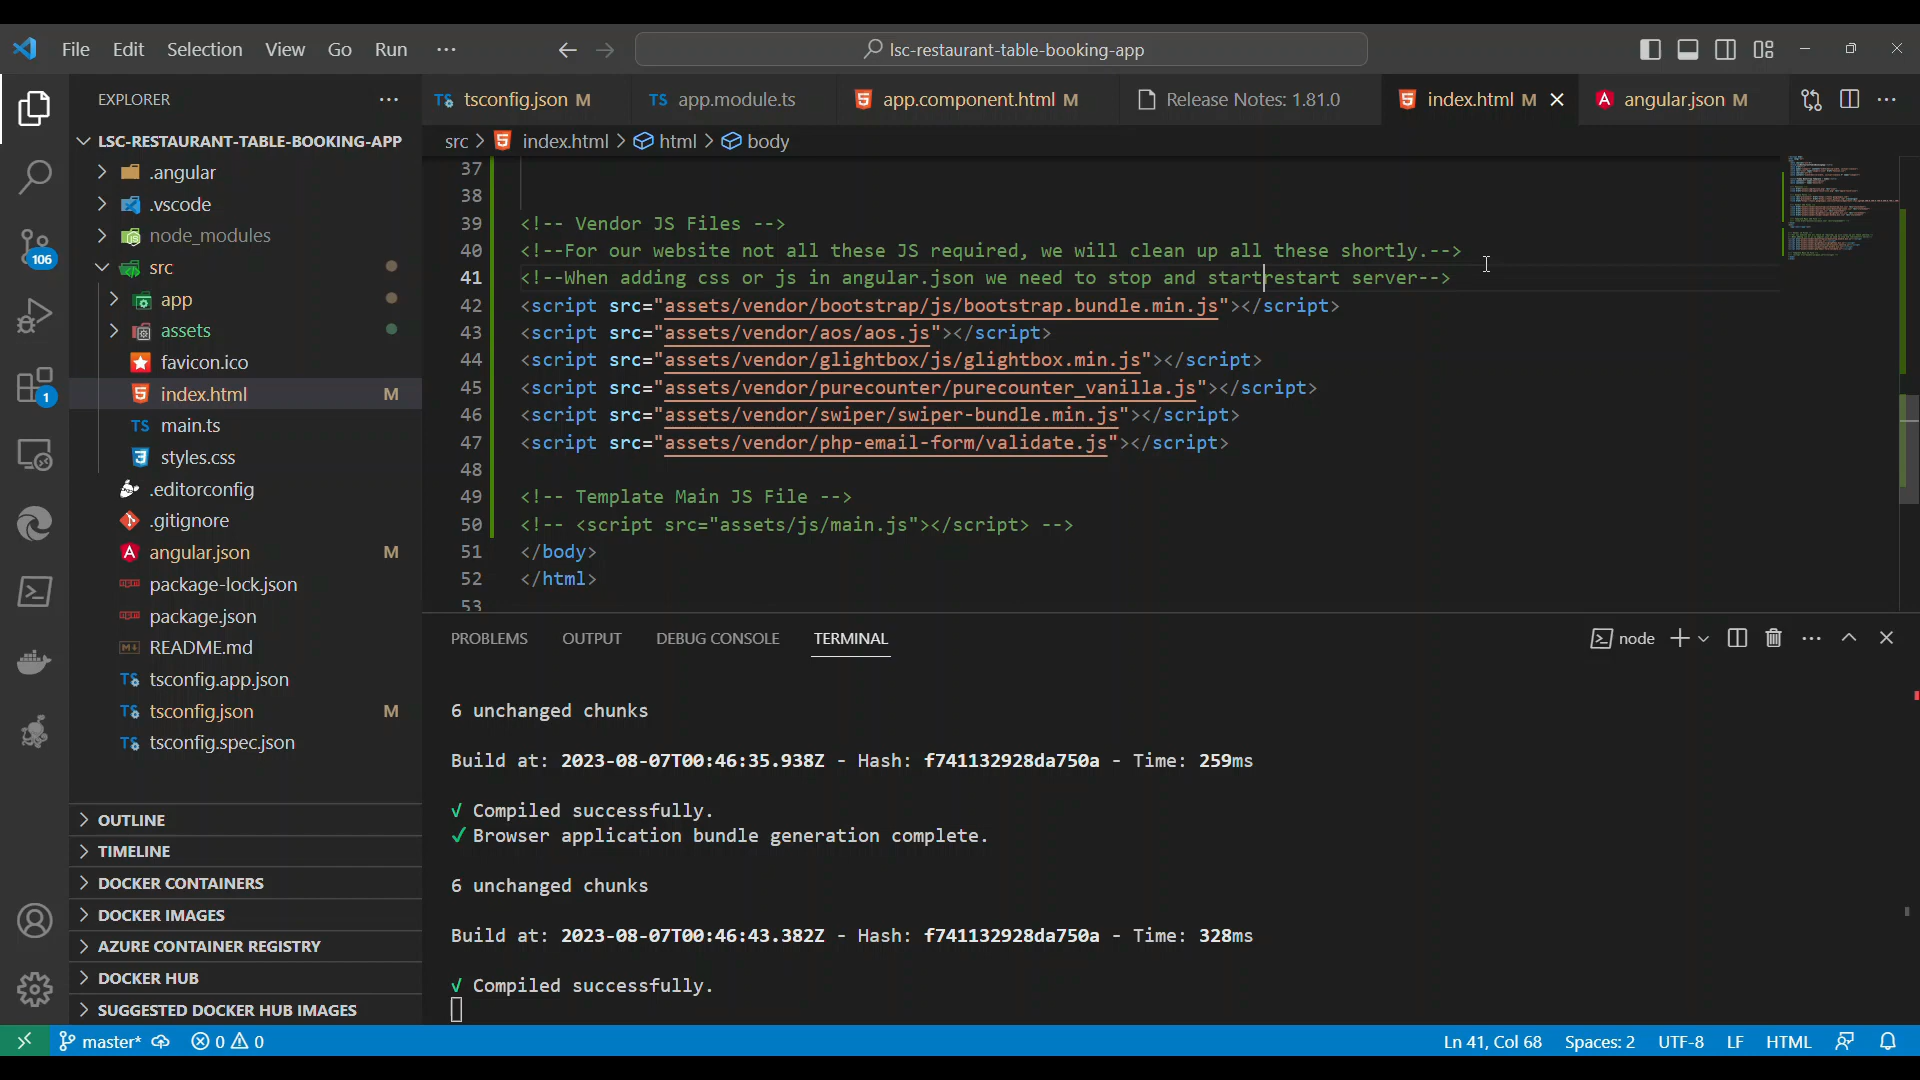 File Edit Selection View Go Run ···
lsc-restaurant-table-booking-app
EXPLORER ···
LSC-RESTAURANT-TABLE-BOOKING-APP
.angular
.vscode
node_modules
src
app
assets
favicon.ico
index.html M
main.ts
styles.css
.editorconfig
.gitignore
angular.json M
package-lock.json
package.json
README.md
tsconfig.app.json
tsconfig.json M
tsconfig.spec.json
OUTLINE
TIMELINE
DOCKER CONTAINERS
DOCKER IMAGES
AZURE CONTAINER REGISTRY
DOCKER HUB
SUGGESTED DOCKER HUB IMAGES
106
1
tsconfig.json M
TS app.module.ts
app.component.html M
Release Notes: 1.81.0
index.html M
angular.json M
src > index.html > html > body
37
38
39 <!-- Vendor JS Files -->
40 <!--For our website not all these JS required, we will clean up all these shortly.-->
41 <!--When adding css or js in angular.json we need to stop and startrestart server-->
42 <script src="assets/vendor/bootstrap/js/bootstrap.bundle.min.js"></script>
43 <script src="assets/vendor/aos/aos.js"></script>
44 <script src="assets/vendor/glightbox/js/glightbox.min.js"></script>
45 <script src="assets/vendor/purecounter/purecounter_vanilla.js"></script>
46 <script src="assets/vendor/swiper/swiper-bundle.min.js"></script>
47 <script src="assets/vendor/php-email-form/validate.js"></script>
48
49 <!-- Template Main JS File -->
50 <!-- <script src="assets/js/main.js"></script> -->
51 </body>
52 </html>
53
PROBLEMS OUTPUT DEBUG CONSOLE TERMINAL
node
6 unchanged chunks
Build at: 2023-08-07T00:46:35.938Z - Hash: f741132928da750a - Time: 259ms
√ Compiled successfully.
✓ Browser application bundle generation complete.
6 unchanged chunks
Build at: 2023-08-07T00:46:43.382Z - Hash: f741132928da750a - Time: 328ms
√ Compiled successfully.
master* 0 0
Ln 41, Col 68 Spaces: 2 UTF-8 LF HTML